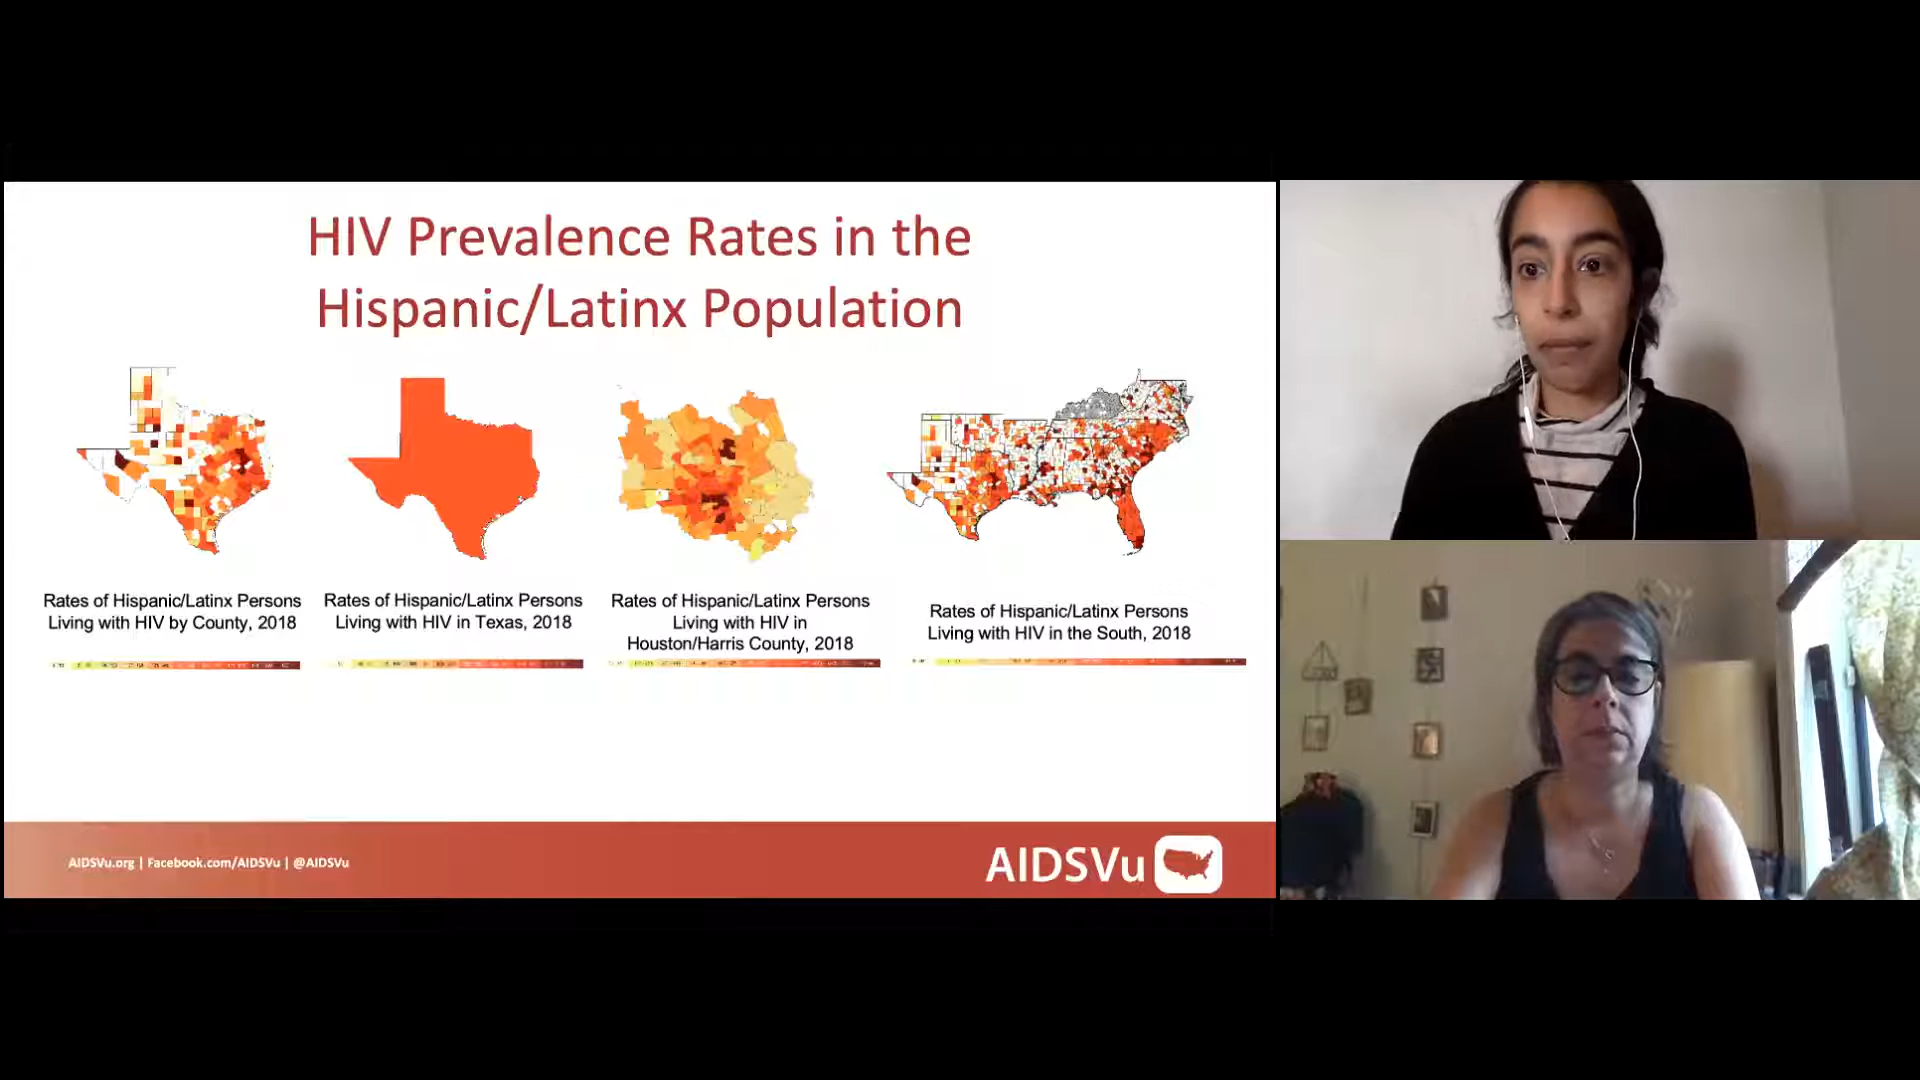 HIV Prevalence Rates in the
Hispanic/Latinx Population
Rates of Hispanic/Latinx Persons
Living with HIV by County, 2018
Rates of Hispanic/Latinx Persons
Living with HIV in Texas, 2018
Rates of Hispanic/Latinx Persons
Living with HIV in
Houston/Harris County, 2018
Rates of Hispanic/Latinx Persons
Living with HIV in the South, 2018
AIDSVu.org | Facebook.com/AIDSVu | @AIDSVu
AIDSVu